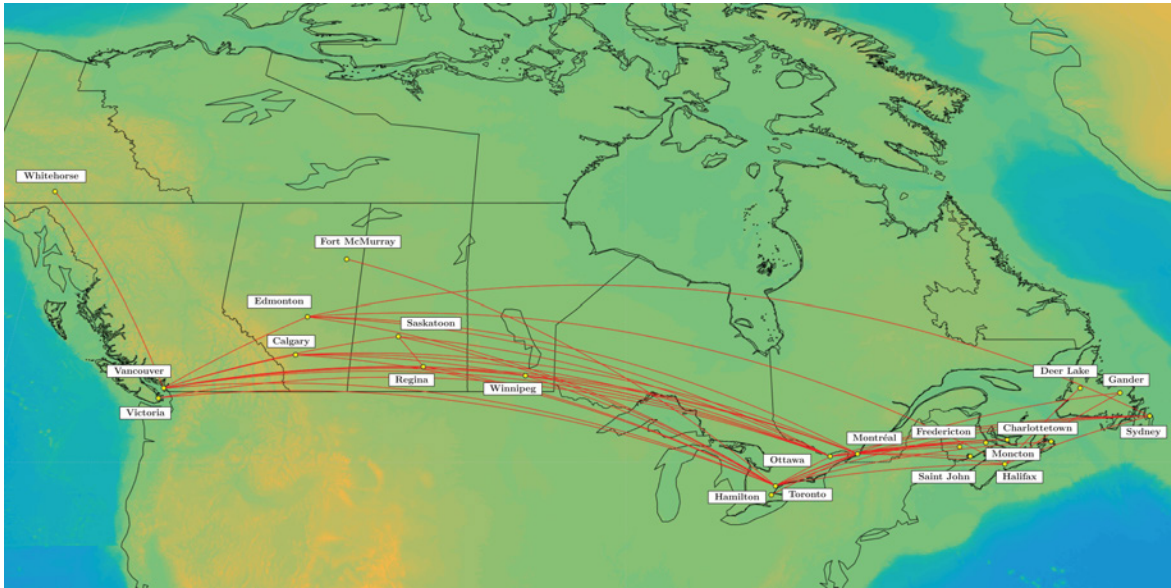 Whitehorse
Fort McMurray
Edmonton
Saskatoon
Calgary
Vancouver
Regina
Winnipeg
Victoria
Deer Lake
Gander
Fredericton
Charlottetown
Sydney
Montréal
Ottawa
Moncton
Saint John
Halifax
Hamilton
Toronto